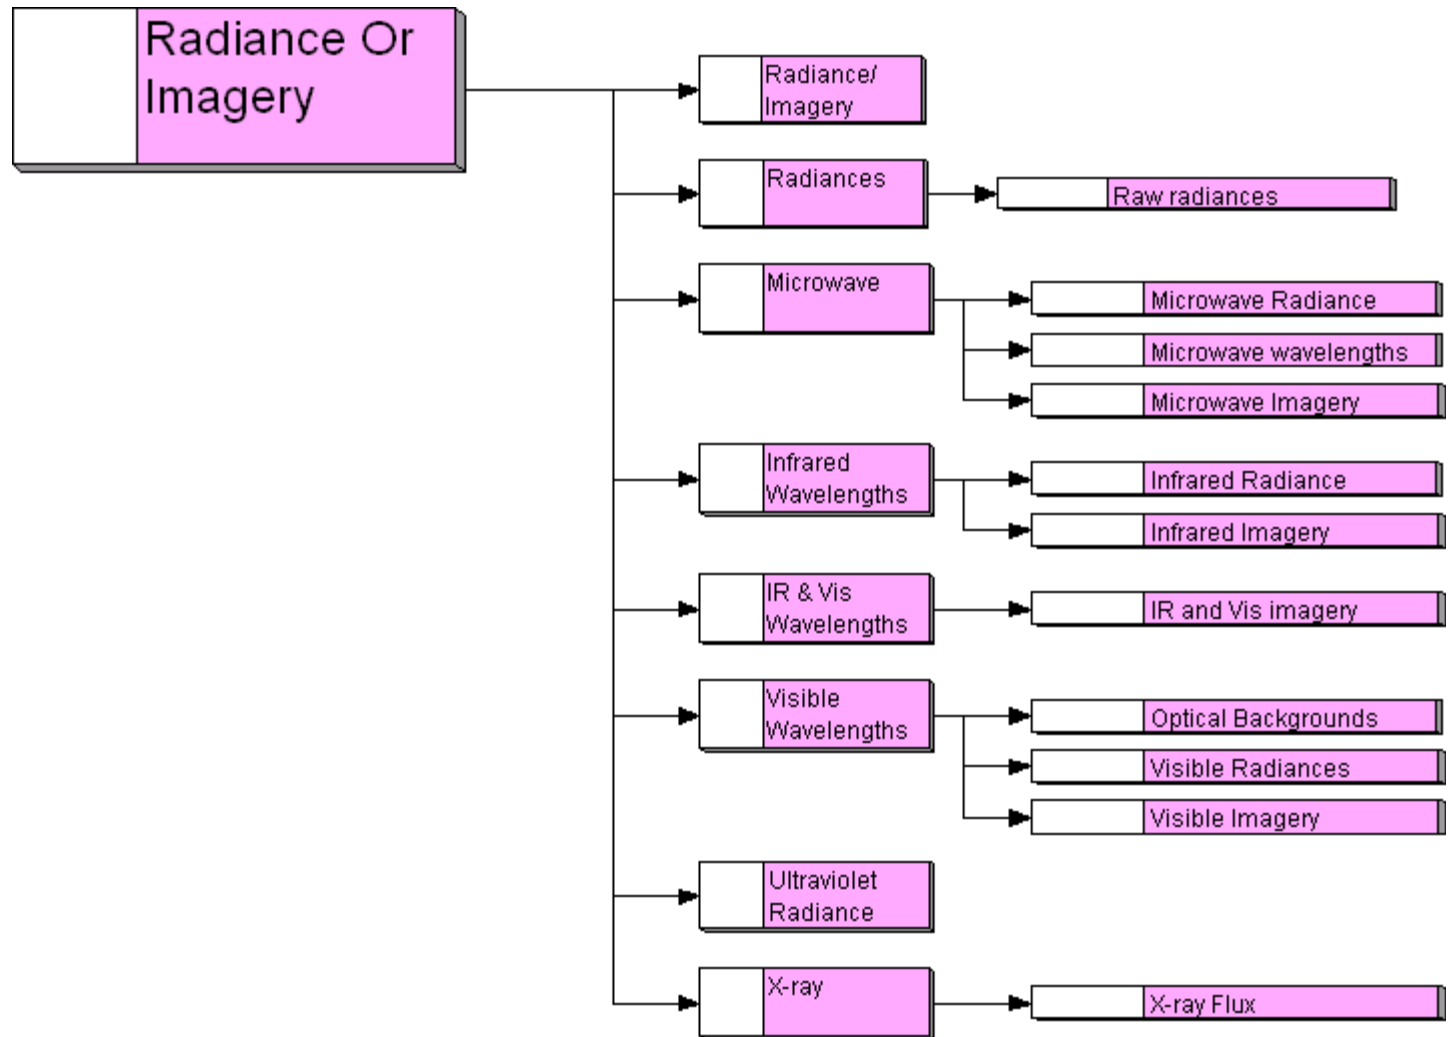 Radiance Or
Imagery
Radiance/
Imagery
Radiances
Raw radiances
Microwave
Microwave Radiance
Microwave wavelengths
Microwave Imagery
Infrared
Wavelengths
Infrared Radiance
Infrared Imagery
IR & Vis
Wavelengths
IR and Vis imagery
Visible
Wavelengths
Optical Backgrounds
Visible Radiances
Visible Imagery
Ultraviolet
Radiance
X-ray
X-ray Flux